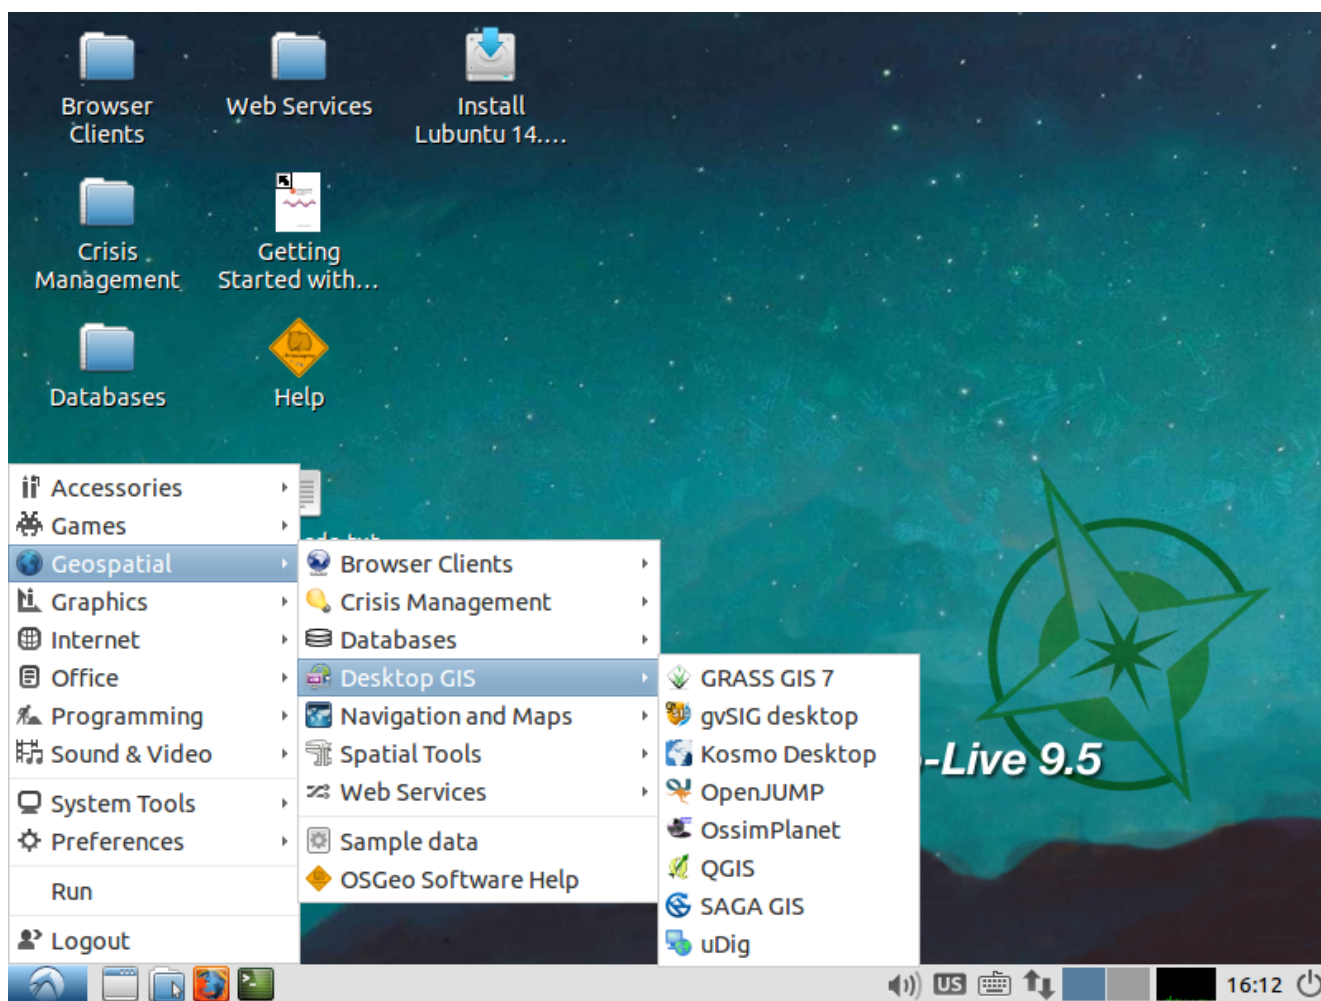 Browser
Clients
Web Services
Install
Lubuntu 14....
Crisis
Management
Getting
Started with...
Databases
Help
Accessories
Games
Geospatial
Graphics
Internet
Office
Programming
Sound & Video
System Tools
Preferences
Run
Logout
Browser Clients
Crisis Management
Databases
Desktop GIS
Navigation and Maps
Spatial Tools
Web Services
Sample data
OSGeo Software Help
GRASS GIS 7
gvSIG desktop
Kosmo Desktop
OpenJUMP
OssimPlanet
QGIS
SAGA GIS
uDig
-Live 9.5
US
16:12